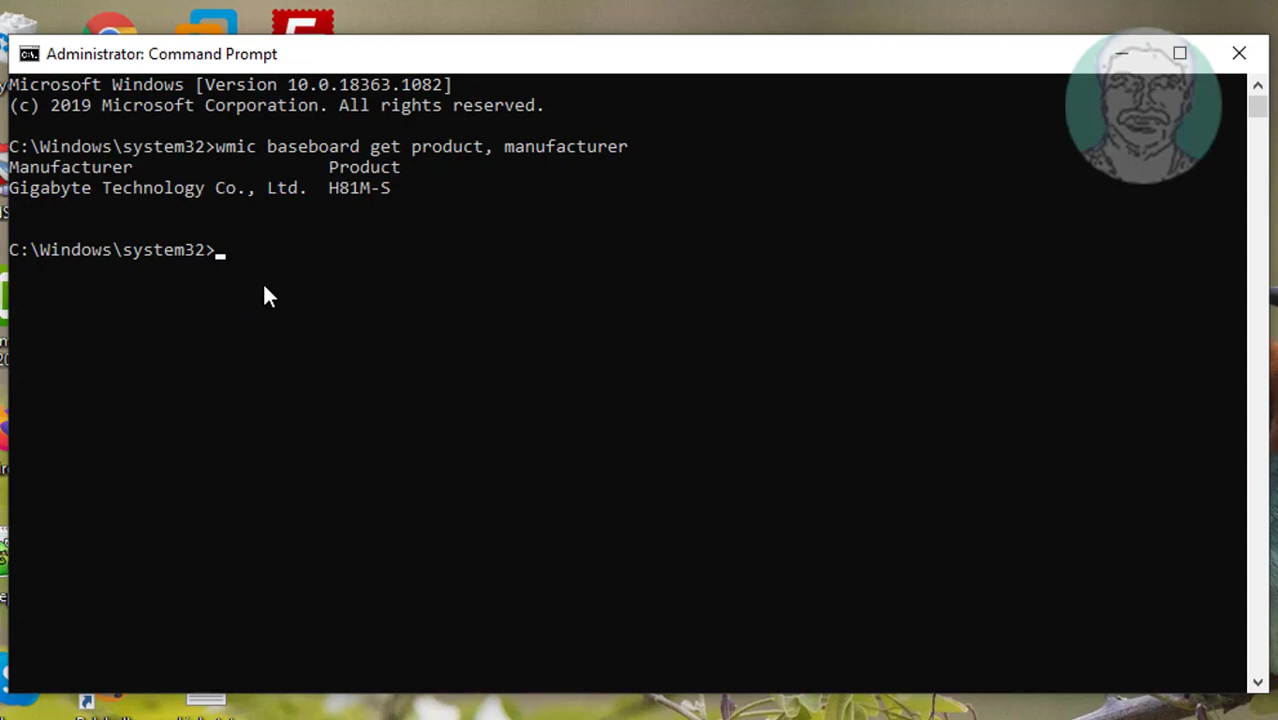 Administrator: Command Prompt
Microsoft Windows [Version 10.0.18363.1082]
(c) 2019 Microsoft Corporation. All rights reserved.
C:\Windows\system32>wmic baseboard get product, manufacturer
Manufacturer Product
Gigabyte Technology Co., Ltd. H81M-S
C:\Windows\system32>